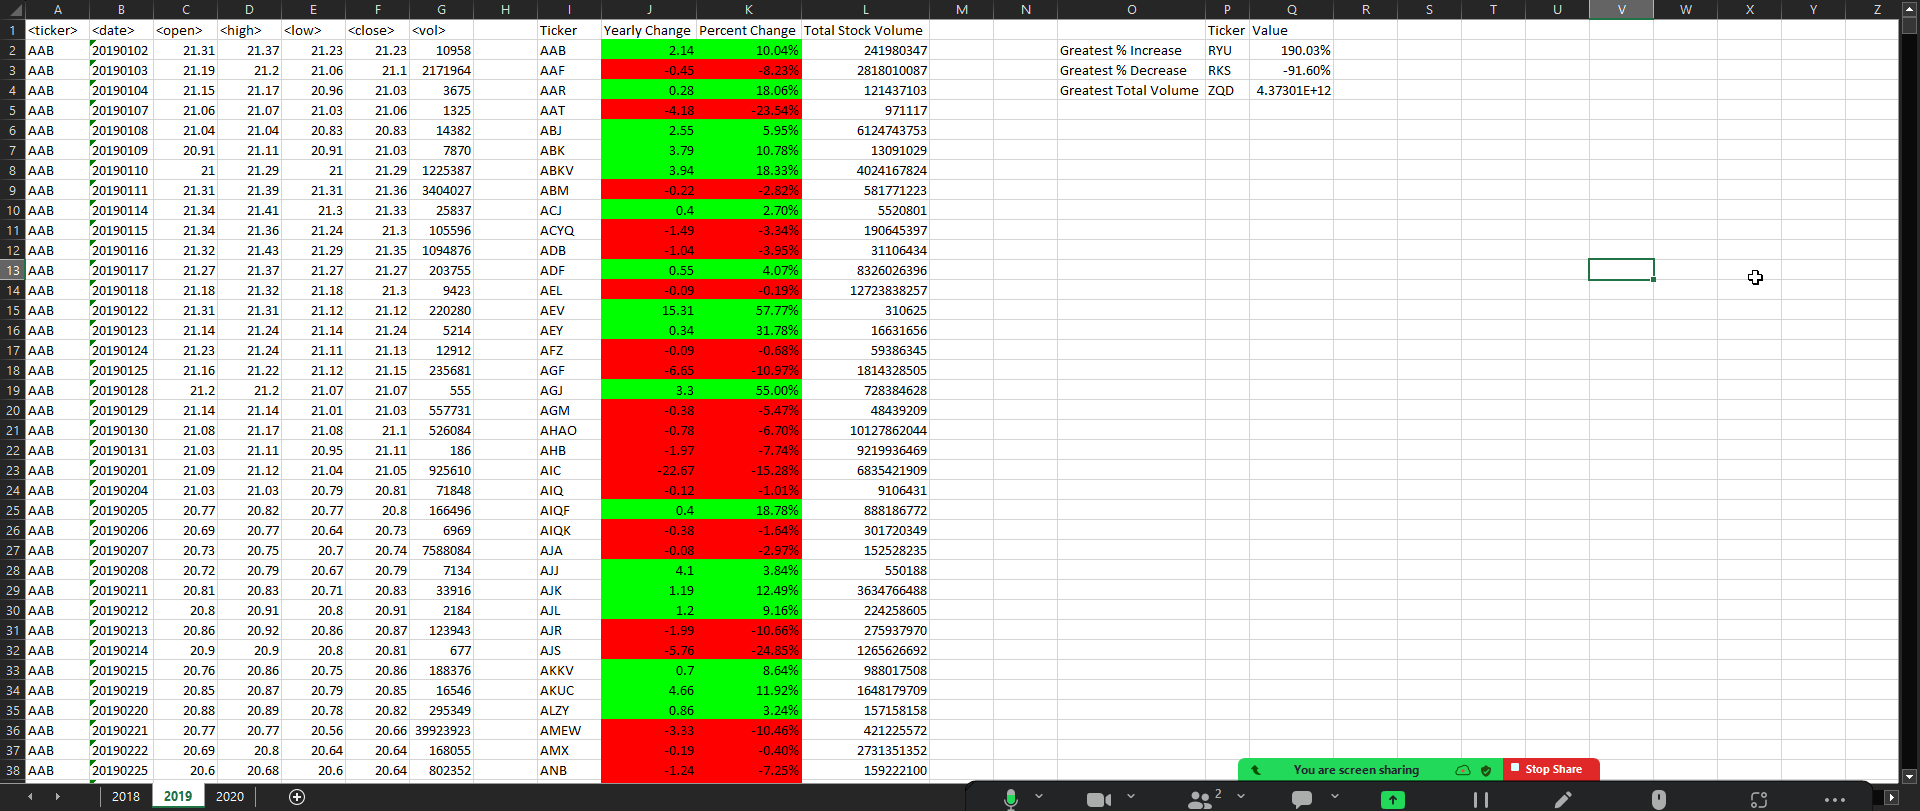 A B C D E F G H I J K L M N O P Q R S T U V W X Y Z
1 <ticker> <date> <open> <high> <low> <close> <vol> Ticker Yearly Change Percent Change Total Stock Volume Ticker Value
2 AAB 20190102 21.31 21.37 21.23 21.23 10958 AAB 2.14 10.04% 241980347 Greatest % Increase RYU 190.03%
3 AAB 20190103 21.19 21.2 21.06 21.1 2171964 AAF -0.45 -8.23% 2818010087 Greatest % Decrease RKS -91.60%
4 AAB 20190104 21.15 21.17 20.96 21.03 3675 AAR 0.28 18.06% 121437103 Greatest Total Volume ZQD 4.37301E+12
5 AAB 20190107 21.06 21.07 21.03 21.06 1325 AAT -4.18 -23.54% 971117
6 AAB 20190108 21.04 21.04 20.83 20.83 14382 ABJ 2.55 5.95% 6124743753
7 AAB 20190109 20.91 21.11 20.91 21.03 7870 ABK 3.79 10.78% 13091029
8 AAB 20190110 21 21.29 21 21.29 1225387 ABKV 3.94 18.33% 4024167824
9 AAB 20190111 21.31 21.39 21.31 21.36 3404027 ABM -0.22 -2.82% 581771223
10 AAB 20190114 21.34 21.41 21.3 21.33 25837 ACJ 0.4 2.70% 5520801
11 AAB 20190115 21.34 21.36 21.24 21.3 105596 ACYQ -1.49 -3.34% 190645397
12 AAB 20190116 21.32 21.43 21.29 21.35 1094876 ADB -1.04 -3.95% 31106434
13 AAB 20190117 21.27 21.37 21.27 21.27 203755 ADF 0.55 4.07% 8326026396
14 AAB 20190118 21.18 21.32 21.18 21.3 9423 AEL -0.09 -0.19% 12723838257
15 AAB 20190122 21.31 21.31 21.12 21.12 220280 AEV 15.31 57.77% 310625
16 AAB 20190123 21.14 21.24 21.14 21.24 5214 AEY 0.34 31.78% 16631656
17 AAB 20190124 21.23 21.24 21.11 21.13 12912 AFZ -0.09 -0.68% 59386345
18 AAB 20190125 21.16 21.22 21.12 21.15 235681 AGF -6.65 -10.97% 1814328505
19 AAB 20190128 21.2 21.2 21.07 21.07 555 AGJ 3.3 55.00% 728384628
20 AAB 20190129 21.14 21.14 21.01 21.03 557731 AGM -0.38 -5.47% 48439209
21 AAB 20190130 21.08 21.17 21.08 21.1 526084 AHAO -0.78 -6.70% 10127862044
22 AAB 20190131 21.03 21.11 20.95 21.11 186 AHB -1.97 -7.74% 9219936469
23 AAB 20190201 21.09 21.12 21.04 21.05 925610 AIC -22.67 -15.28% 6835421909
24 AAB 20190204 21.03 21.03 20.79 20.81 71848 AIQ -0.12 -1.01% 9106431
25 AAB 20190205 20.77 20.82 20.77 20.8 166496 AIQF 0.4 18.78% 888186772
26 AAB 20190206 20.69 20.77 20.64 20.73 6969 AIQK -0.38 -1.64% 301720349
27 AAB 20190207 20.73 20.75 20.7 20.74 7588084 AJA -0.08 -2.97% 152528235
28 AAB 20190208 20.72 20.79 20.67 20.79 7134 AJJ 4.1 3.84% 550188
29 AAB 20190211 20.81 20.83 20.71 20.83 33916 AJK 1.19 12.49% 3634766488
30 AAB 20190212 20.8 20.91 20.8 20.91 2184 AJL 1.2 9.16% 224258605
31 AAB 20190213 20.86 20.92 20.86 20.87 123943 AJR -1.99 -10.66% 275937970
32 AAB 20190214 20.9 20.9 20.8 20.81 677 AJS -5.76 -24.85% 1265626692
33 AAB 20190215 20.76 20.86 20.75 20.86 188376 AKKV 0.7 8.64% 988017508
34 AAB 20190219 20.85 20.87 20.79 20.85 16546 AKUC 4.66 11.92% 1648179709
35 AAB 20190220 20.88 20.89 20.78 20.82 295349 ALZY 0.86 3.24% 157158158
36 AAB 20190221 20.77 20.77 20.56 20.66 39923923 AMEW -3.33 -10.46% 421225572
37 AAB 20190222 20.69 20.8 20.64 20.64 168055 AMX -0.19 -0.40% 2731351352
38 AAB 20190225 20.6 20.68 20.6 20.64 802352 ANB -1.24 -7.25% 159222100
You are screen sharing Stop Share
2018 2019 2020
2